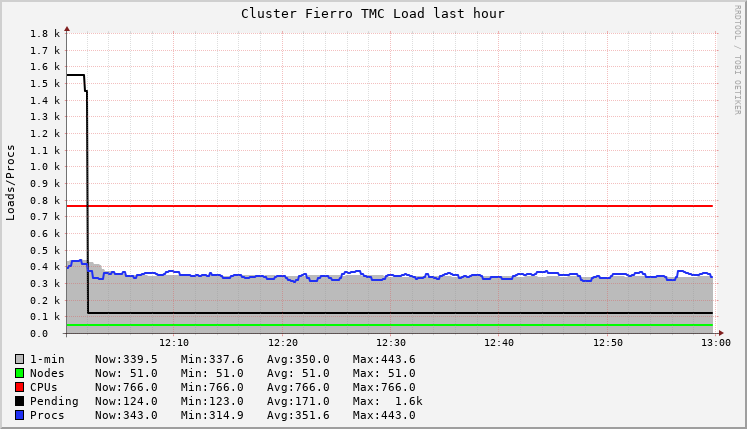 Cluster Fierro TMC Load last hour
RRDTOOL / TOBI OETIKER
Loads/Procs
1.8 k
1.7 k
1.6 k
1.5 k
1.4 k
1.3 k
1.2 k
1.1 k
1.0 k
0.9 k
0.8 k
0.7 k
0.6 k
0.5 k
0.4 k
0.3 k
0.2 k
0.1 k
0.0
12:10 12:20 12:30 12:40 12:50 13:00
1-min Now:339.5 Min:337.6 Avg:350.0 Max:443.6
Nodes Now: 51.0 Min: 51.0 Avg: 51.0 Max: 51.0
CPUs Now:766.0 Min:766.0 Avg:766.0 Max:766.0
Pending Now:124.0 Min:123.0 Avg:171.0 Max: 1.6k
Procs Now:343.0 Min:314.9 Avg:351.6 Max:443.0